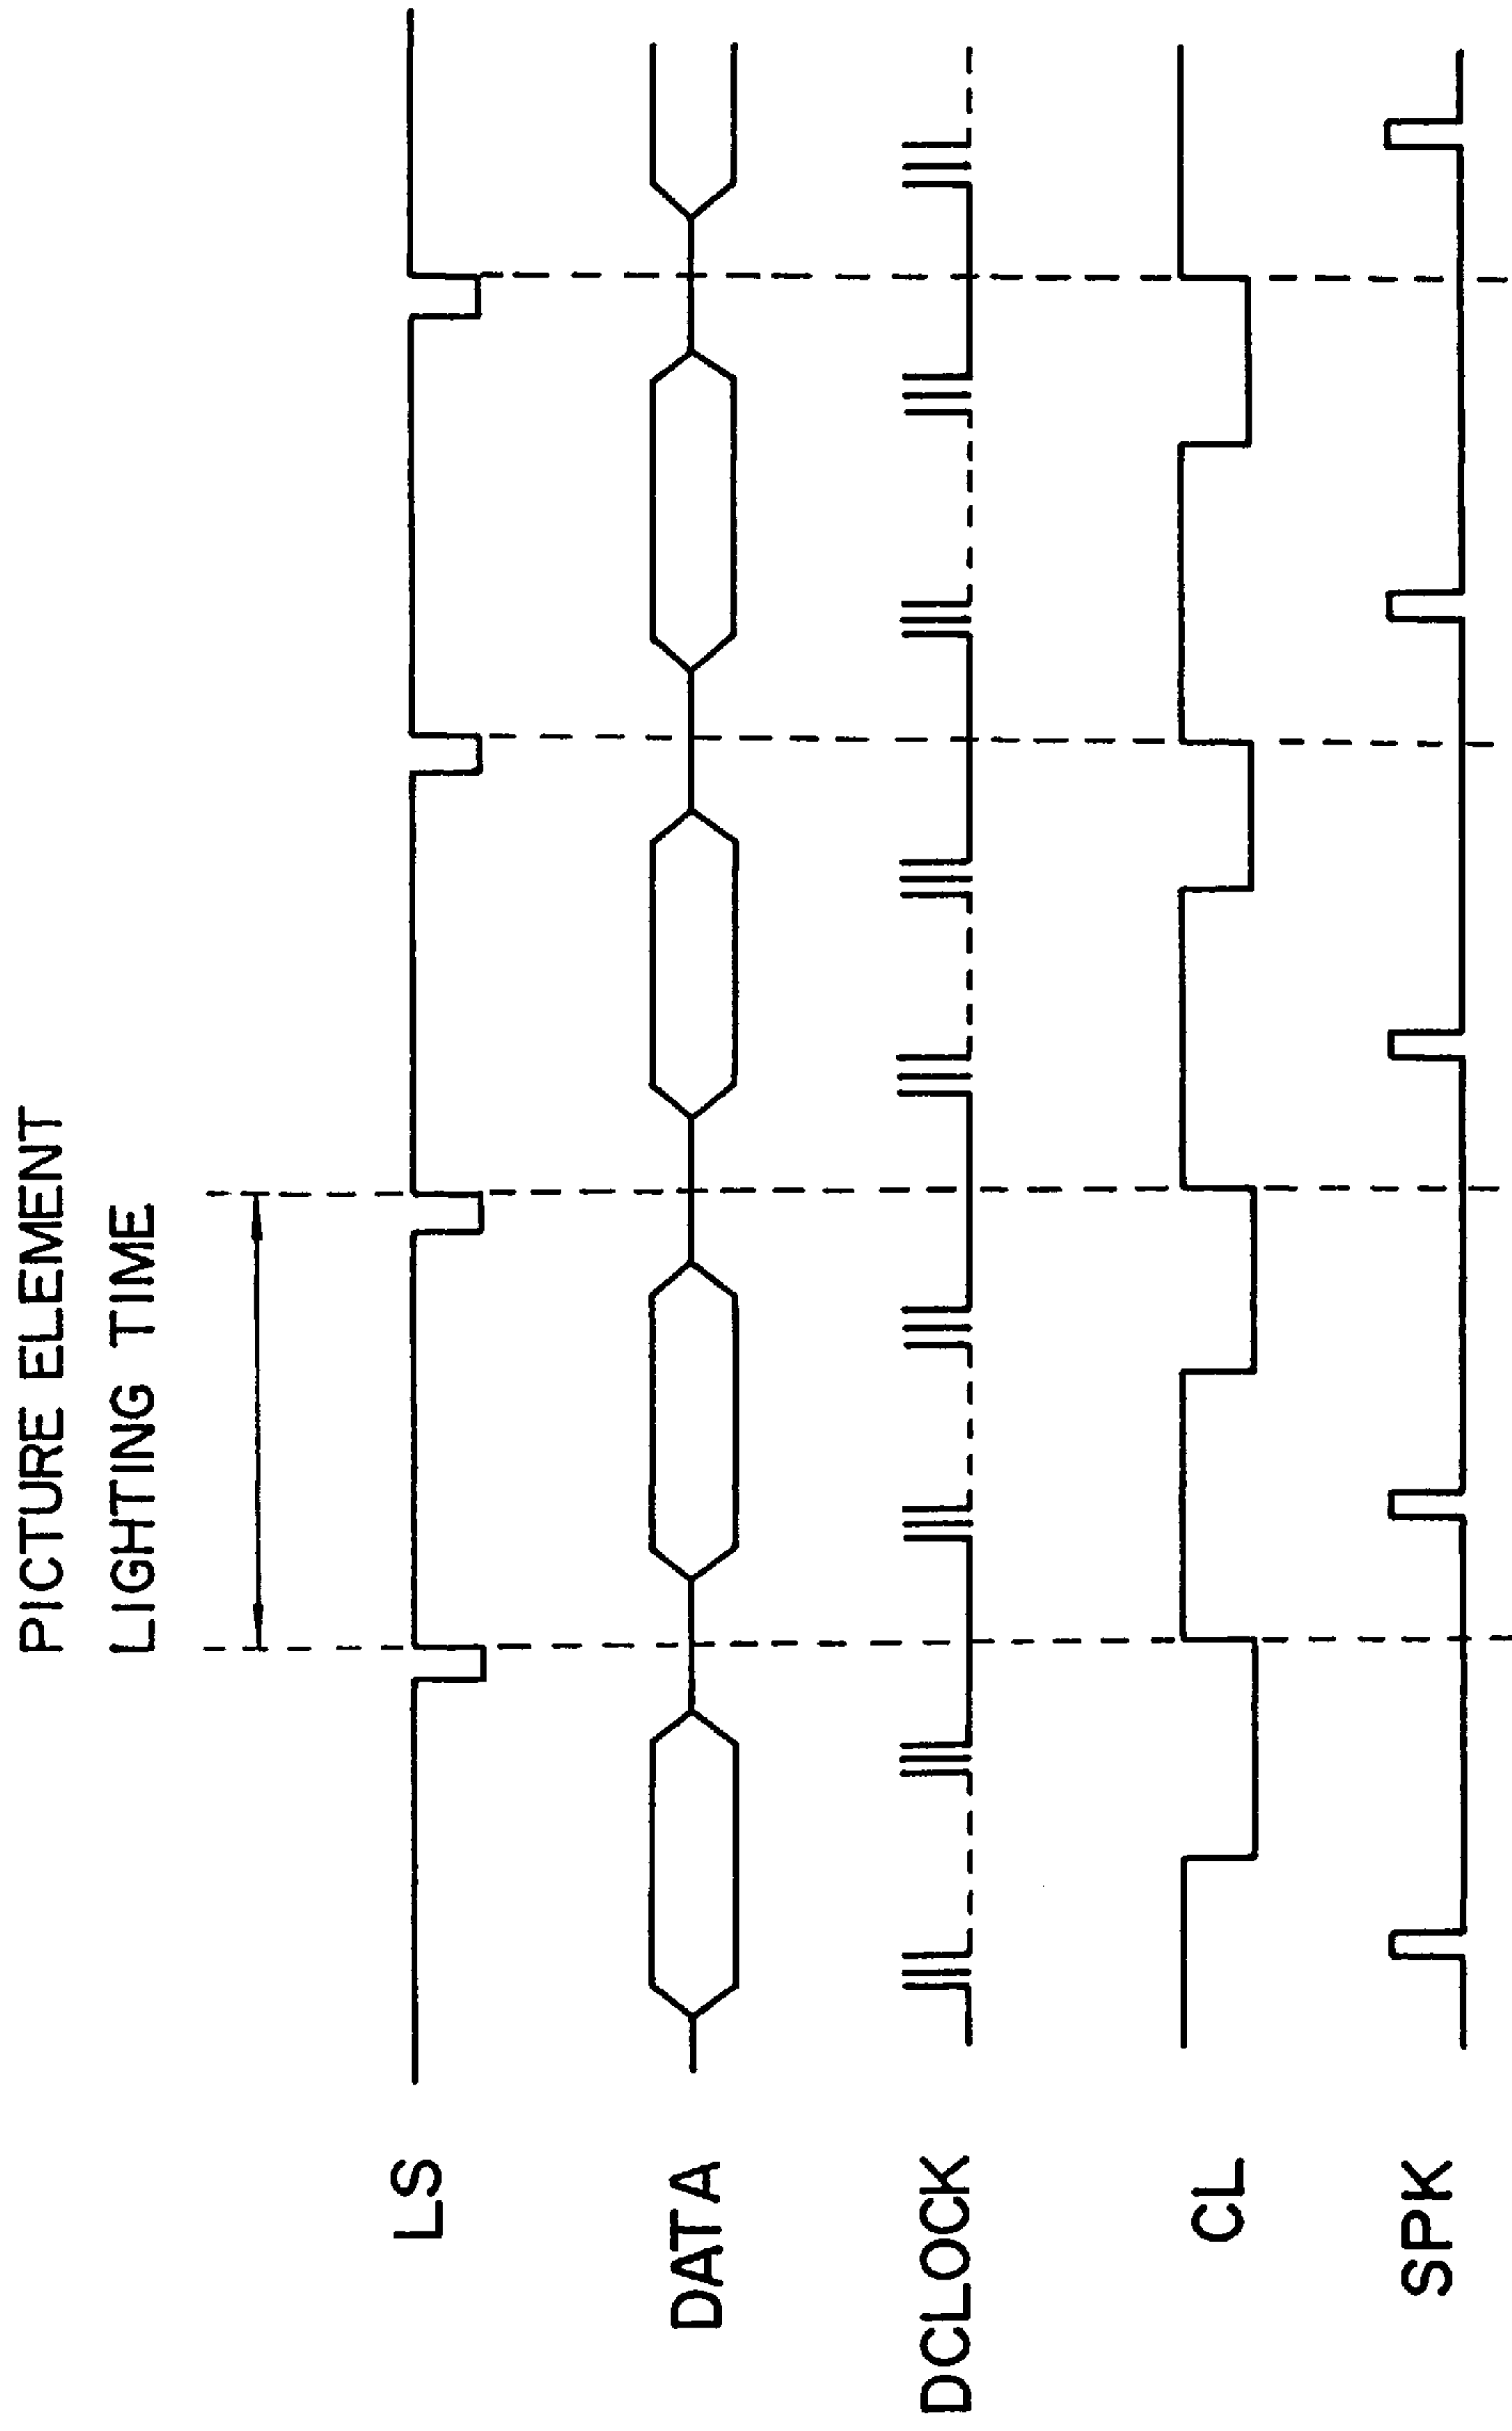 PICTURE ELEMENT
LIGHTING TIME
LS
DATA
DCLOCK
CL
SPK